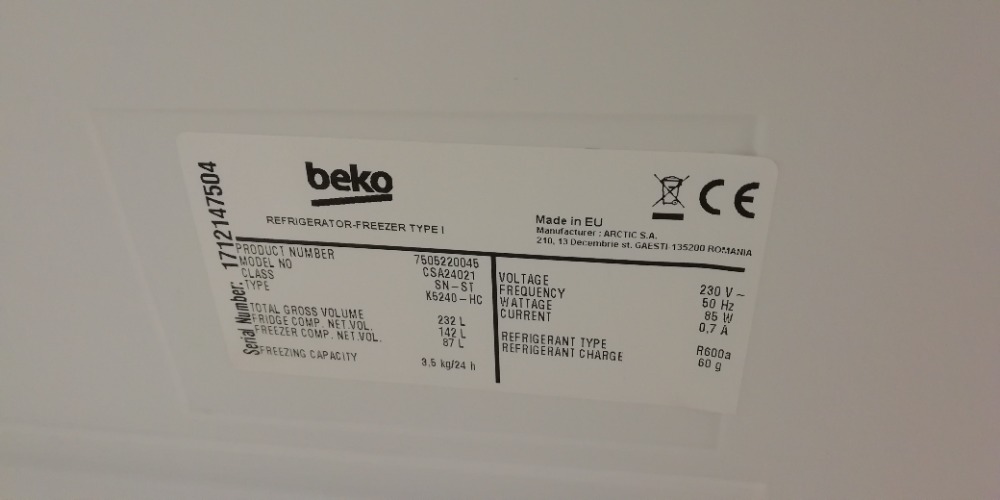 beko
REFRIGERATOR-FREEZER TYPE I
Made in EU
Manufacturer : ARCTIC S.A.
210, 13 Decembrie st. GAESTI-135200 ROMANIA
Serial Number. 1712147504
PRODUCT NUMBER 7505220045
MODEL NO CSA24021
CLASS SN-ST
TYPE K5240-HC
TOTAL GROSS VOLUME 232 L
FRIDGE COMP. NET.VOL. 142 L
FREEZER COMP. NET.VOL. 87 L
FREEZING CAPACITY 3,5 kg/24 h
VOLTAGE 230 V ~
FREQUENCY 50 Hz
WATTAGE 85 W
CURRENT 0,7 A
REFRIGERANT TYPE R600a
REFRIGERANT CHARGE 60 g
CE